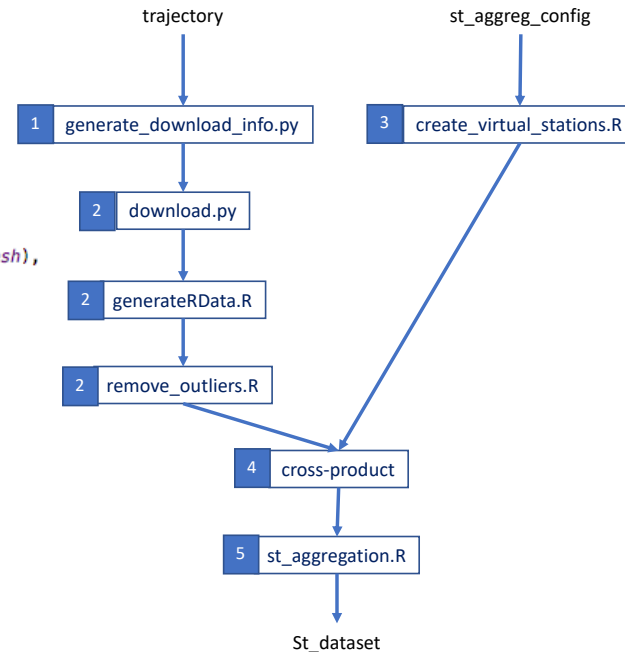 trajectory
st_aggreg_config
1 generate_download_info.py
3 create_virtual_stations.R
2 download.py
sh),
2 generateRData.R
2 remove_outliers.R
4 cross-product
5 st_aggregation.R
St_dataset